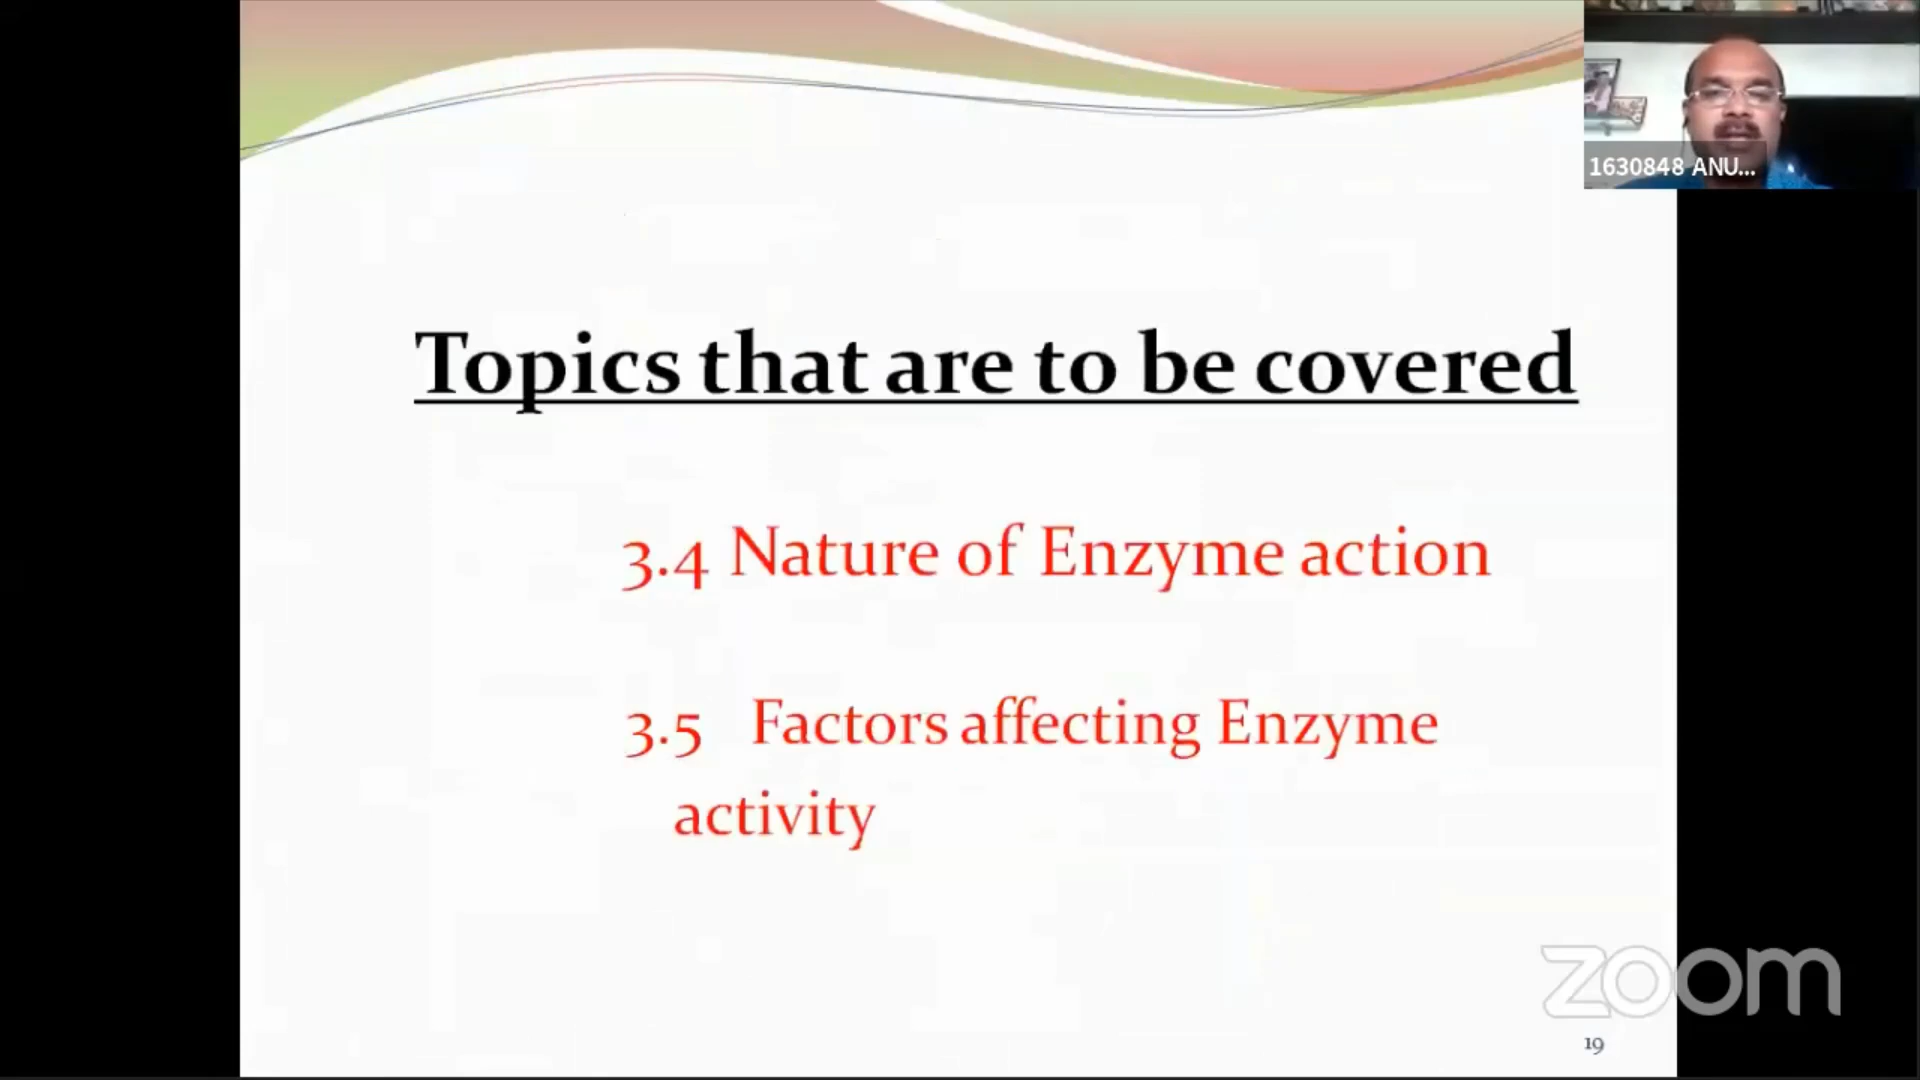 1630848 ANU...
Topics that are to be covered
3.4 Nature of Enzyme action
3.5 Factors affecting Enzyme
activity
zoom
19